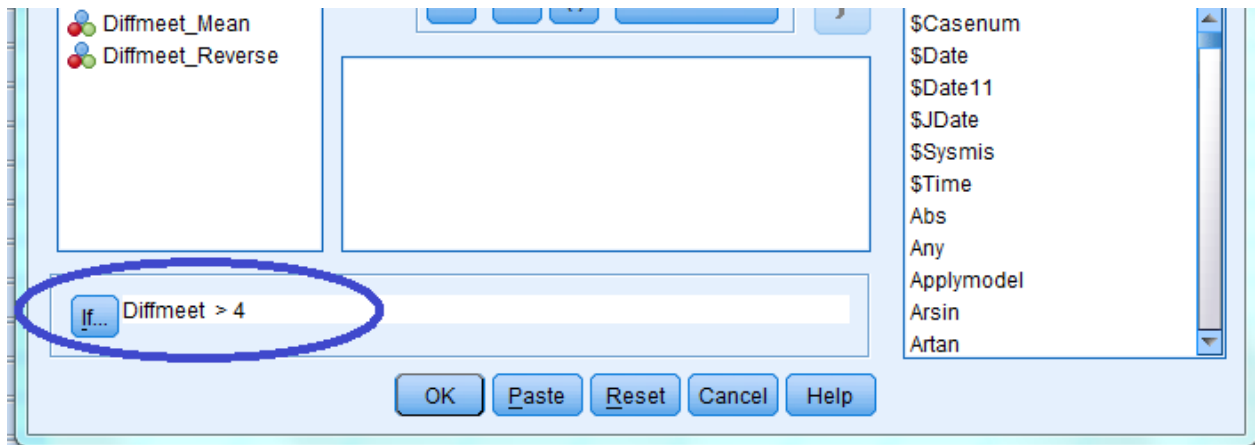 Diffmeet_Mean
Diffmeet_Reverse
$Casenum
$Date
$Date11
$JDate
$Sysmis
$Time
Abs
Any
Applymodel
Arsin
Artan
If... Diffmeet > 4
OK Paste Reset Cancel Help